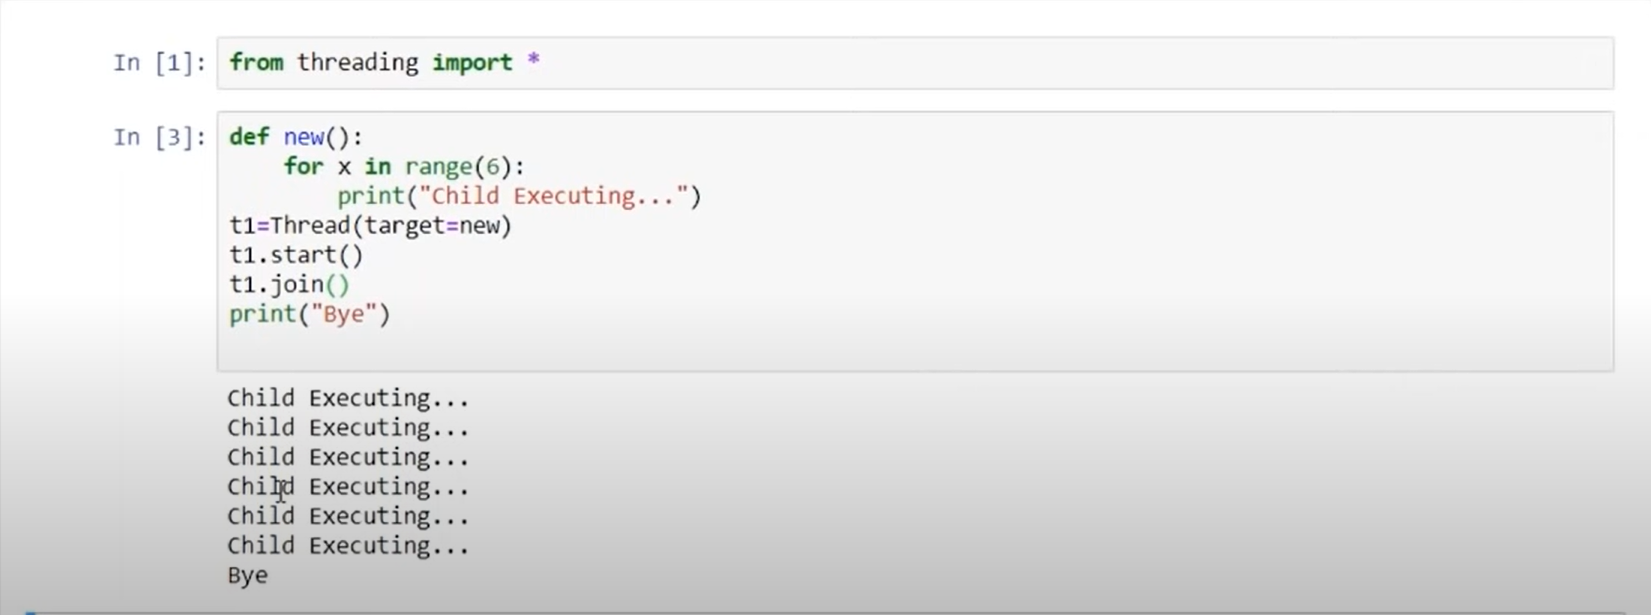 In [1]: from threading import *
In [3]: def new():
    for x in range(6):
        print("Child Executing...")
t1=Thread(target=new)
t1.start()
t1.join()
print("Bye")
Child Executing...
Child Executing...
Child Executing...
Child Executing...
Child Executing...
Child Executing...
Bye